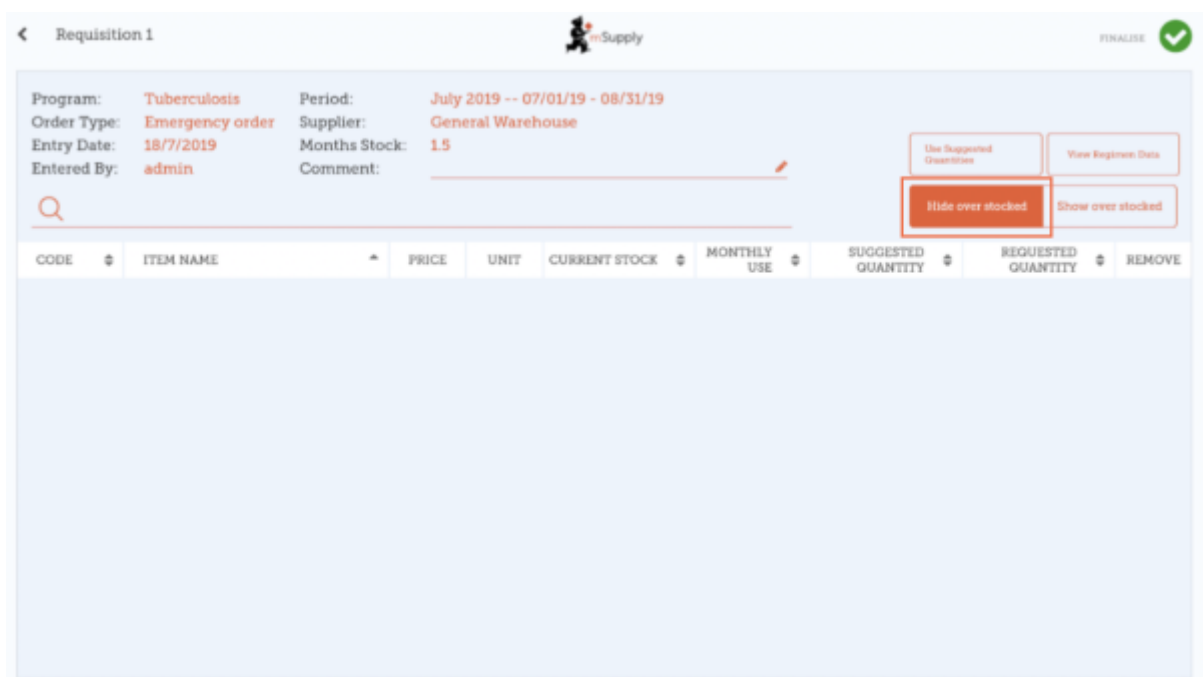 Requisition 1
mSupply
FINALISE
Program: Tuberculosis Period: July 2019 -- 07/01/19 - 08/31/19
Order Type: Emergency order Supplier: General Warehouse
Entry Date: 18/7/2019 Months Stock: 1.5
Entered By: admin Comment:
Use Suggested
Quantities
View Regimen Data
Hide over stocked Show over stocked
CODE ITEM NAME PRICE UNIT CURRENT STOCK MONTHLY USE SUGGESTED QUANTITY REQUESTED QUANTITY REMOVE